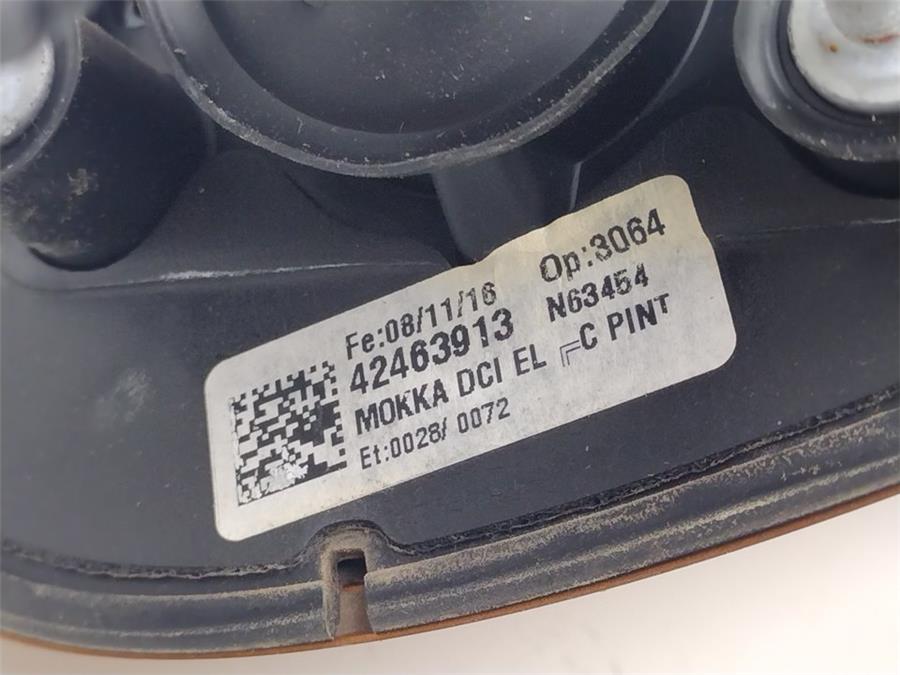 Fe:08/11/16 Op:3064
42463913 N63454
MOKKA DCI EL C PINT
Et:0028/ 0072